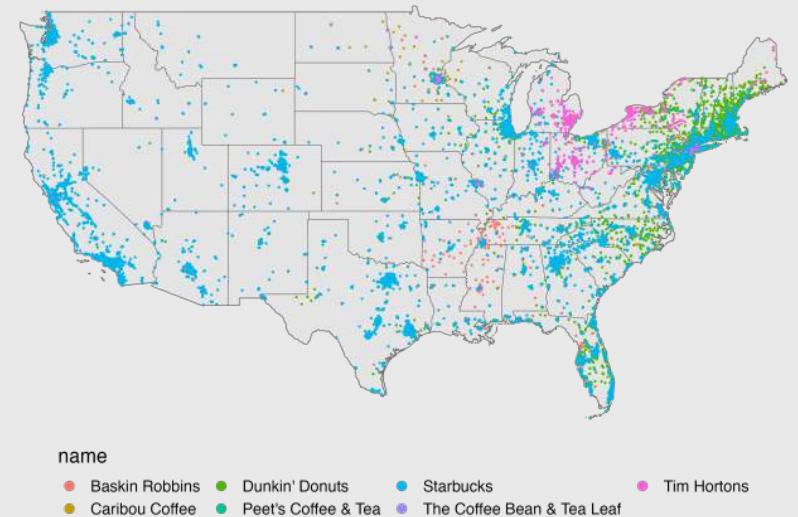 name
Baskin Robbins Dunkin' Donuts Starbucks Tim Hortons
Caribou Coffee Peet's Coffee & Tea The Coffee Bean & Tea Leaf